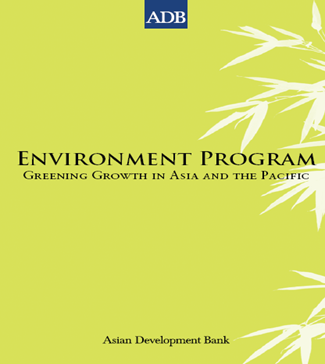 ADB
Environment Program
Greening Growth in Asia and the Pacific
Asian Development Bank